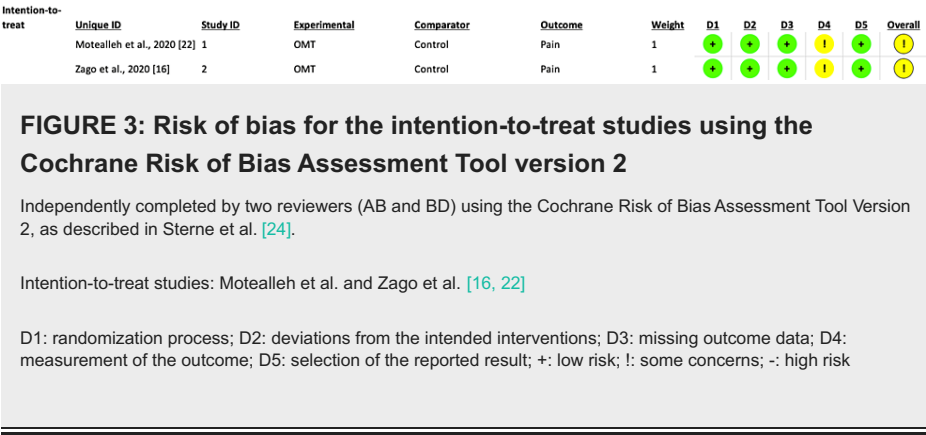 Intention-to-
treat Unique ID Study ID Experimental Comparator Outcome Weight D1 D2 D3 D4 D5 Overall
Motealleh et al., 2020 [22] 1 OMT Control Pain 1 + + + ! + !
Zago et al., 2020 [16] 2 OMT Control Pain 1 + + + ! + !
FIGURE 3: Risk of bias for the intention-to-treat studies using the
Cochrane Risk of Bias Assessment Tool version 2
Independently completed by two reviewers (AB and BD) using the Cochrane Risk of Bias Assessment Tool Version
2, as described in Sterne et al. [24].
Intention-to-treat studies: Motealleh et al. and Zago et al. [16, 22]
D1: randomization process; D2: deviations from the intended interventions; D3: missing outcome data; D4:
measurement of the outcome; D5: selection of the reported result; +: low risk; !: some concerns; -: high risk